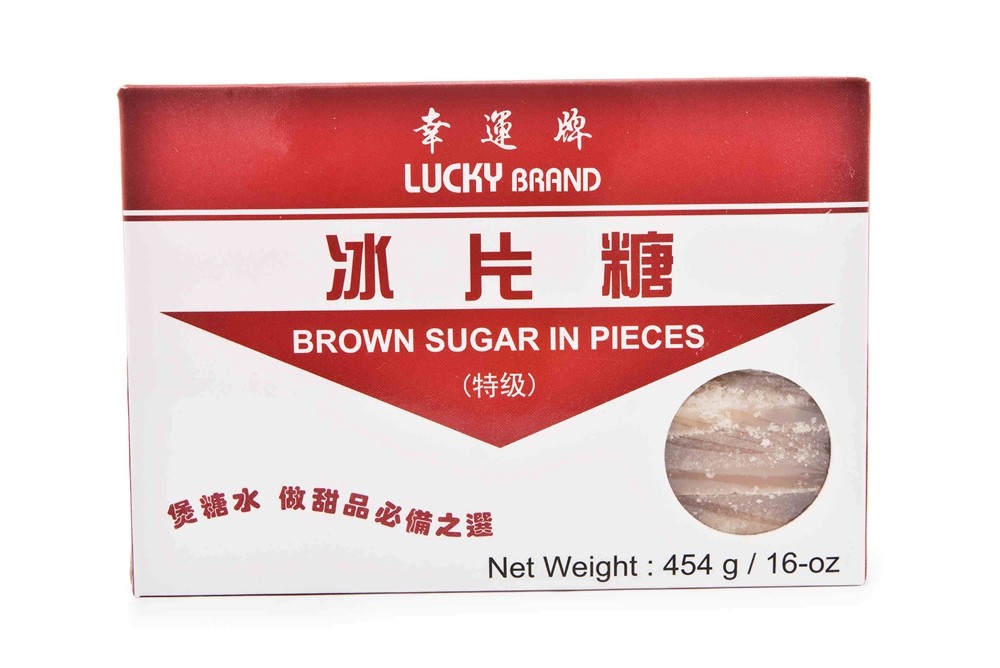 幸運牌
LUCKY BRAND
冰片糖
BROWN SUGAR IN PIECES
(特级)
煲糖水 做甜品必備之選
Net Weight : 454 g / 16-oz